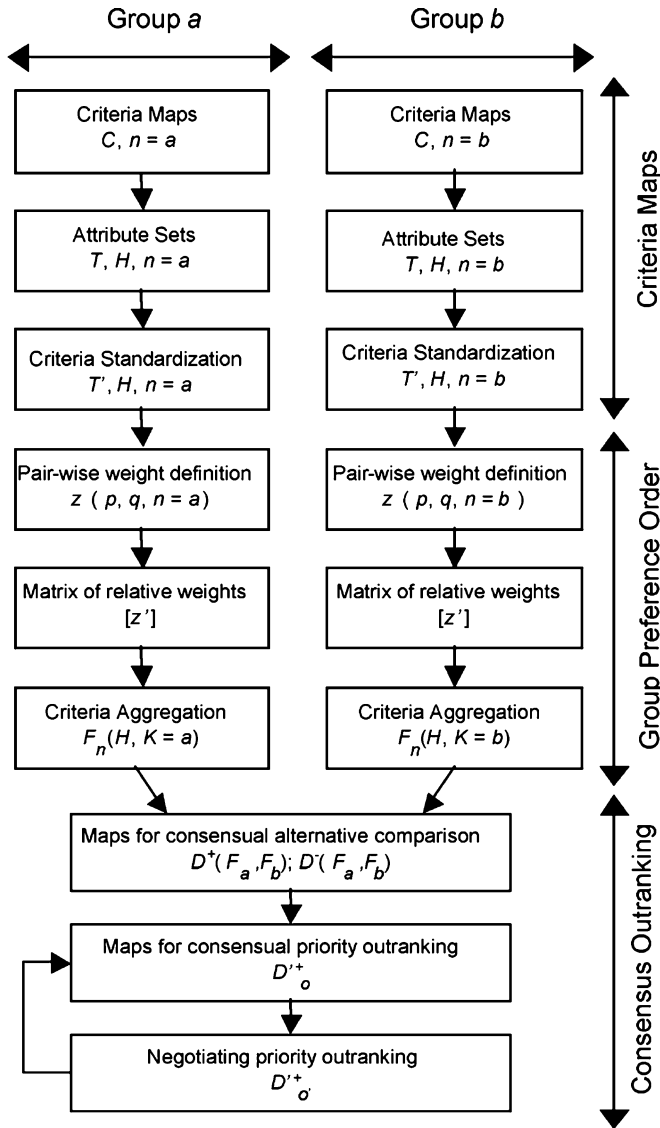 Group a
Group b
Criteria Maps
C, n = a
Criteria Maps
C, n = b
Attribute Sets
T, H, n = a
Attribute Sets
T, H, n = b
Criteria Standardization
T', H, n = a
Criteria Standardization
T', H, n = b
Criteria Maps
Pair-wise weight definition
z ( p, q, n = a)
Pair-wise weight definition
z ( p, q, n = b )
Matrix of relative weights
[z']
Matrix of relative weights
[z']
Criteria Aggregation
Fn(H, K = a)
Criteria Aggregation
Fn(H, K = b)
Group Preference Order
Maps for consensual alternative comparison
D+( Fa ,Fb); D-( Fa ,Fb)
Maps for consensual priority outranking
D'+o
Negotiating priority outranking
D'+o'
Consensus Outranking